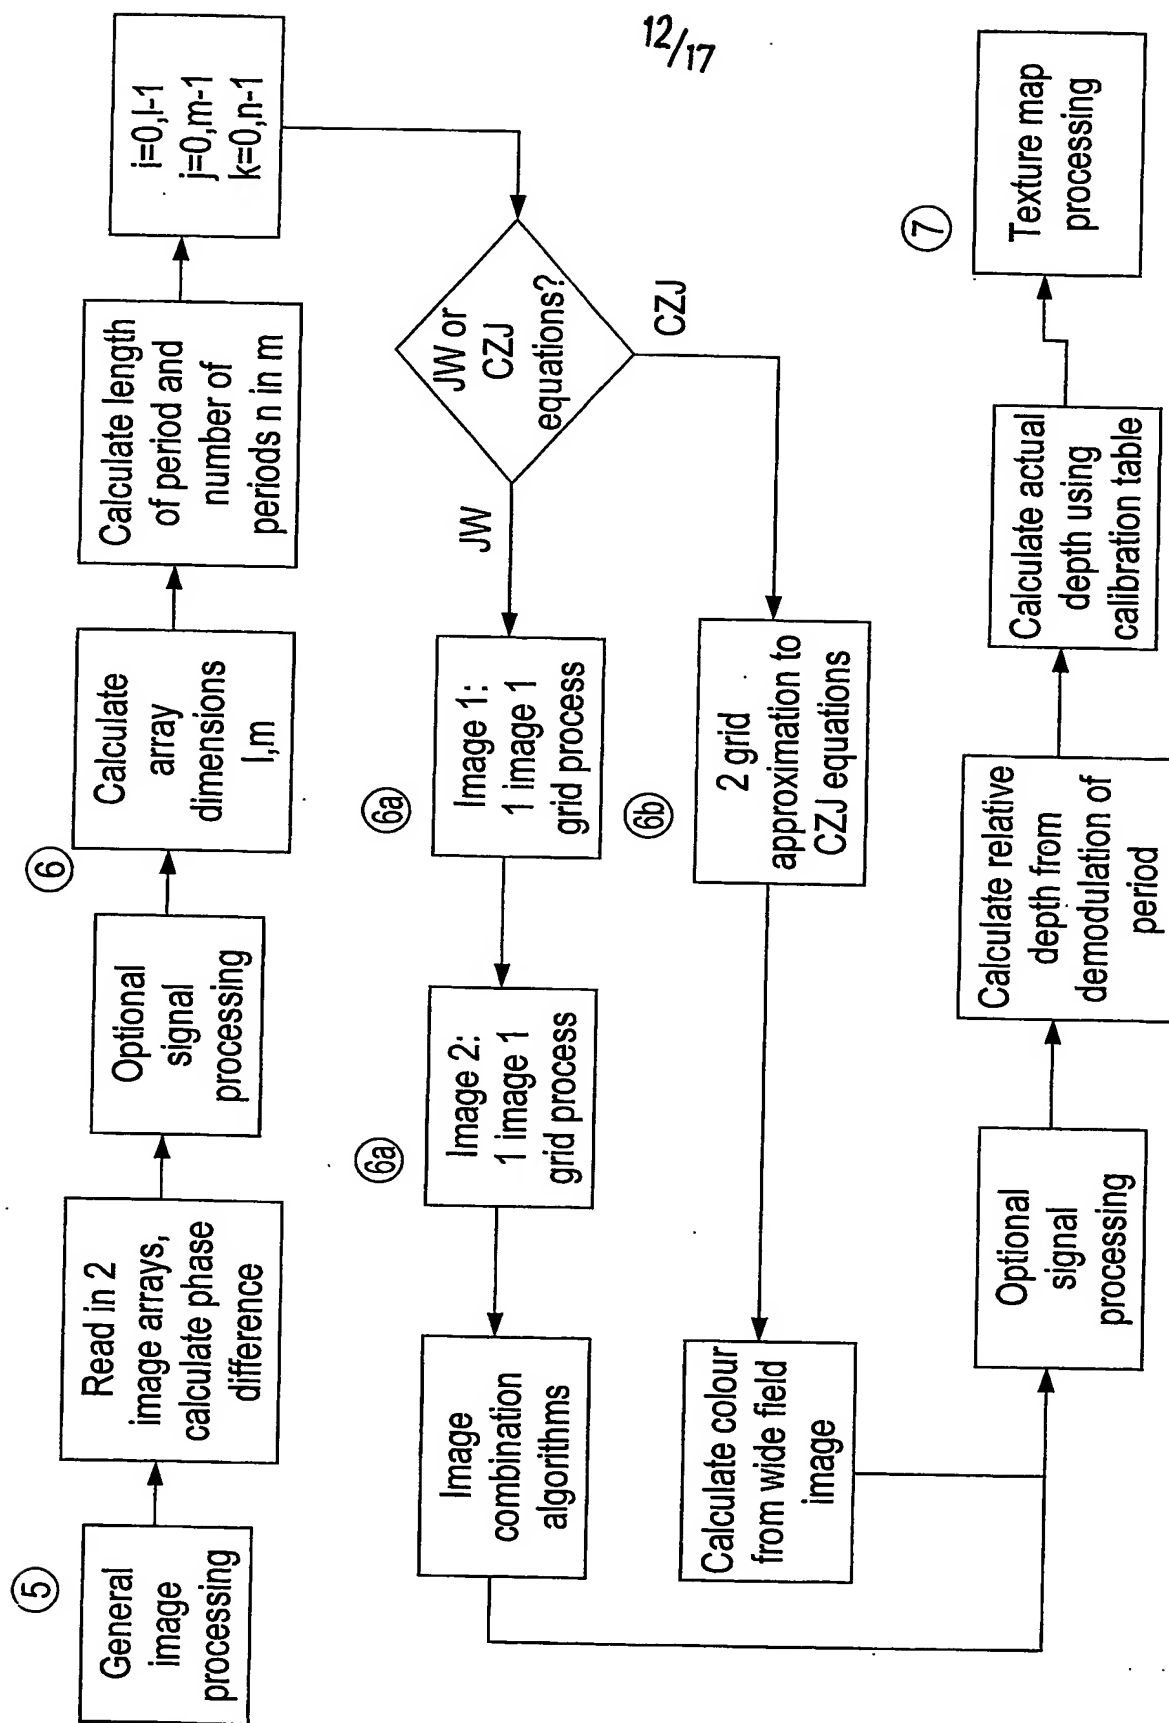 12/17
5
General
image
processing
Read in 2
image arrays,
calculate phase
difference
Optional
signal
processing
6
Calculate
array
dimensions
l,m
Calculate length
of period and
number of
periods n in m
i=0,l-1
j=0,m-1
k=0,n-1
JW or
CZJ
equations?
JW
CZJ
6a
Image 1:
1 image 1
grid process
6a
Image 2:
1 image 1
grid process
Image
combination
algorithms
6b
2 grid
approximation to
CZJ equations
Calculate colour
from wide field
image
Optional
signal
processing
Calculate relative
depth from
demodulation of
period
Calculate actual
depth using
calibration table
7
Texture map
processing